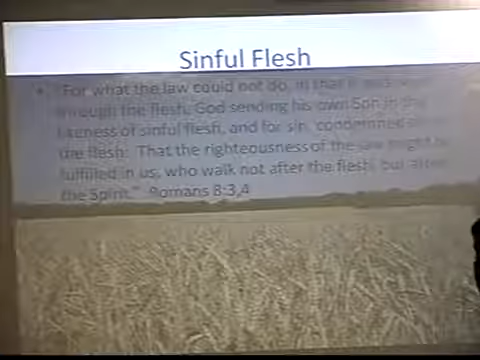 Sinful Flesh
• "For what the law could not do, in that it was
through the flesh, God sending his own Son in the
likeness of sinful flesh, and for sin, condemned
the flesh: That the righteousness of the law might be
fulfilled in us, who walk not after the flesh, but after
the Spirit." Romans 8:3,4